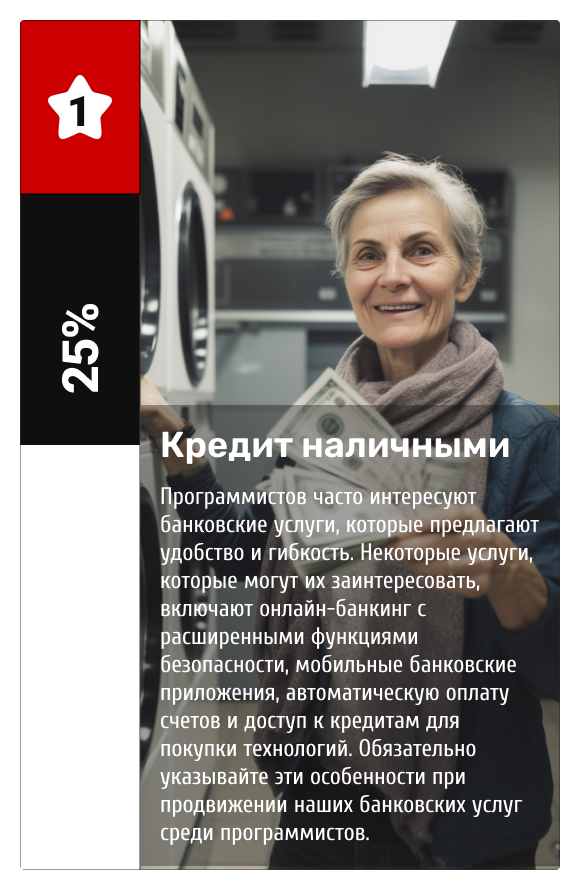 1
25%
Кредит наличными
Программистов часто интересуют
банковские услуги, которые предлагают
удобство и гибкость. Некоторые услуги,
которые могут их заинтересовать,
включают онлайн-банкинг с
расширенными функциями
безопасности, мобильные банковские
приложения, автоматическую оплату
счетов и доступ к кредитам для
покупки технологий. Обязательно
указывайте эти особенности при
продвижении наших банковских услуг
среди программистов.